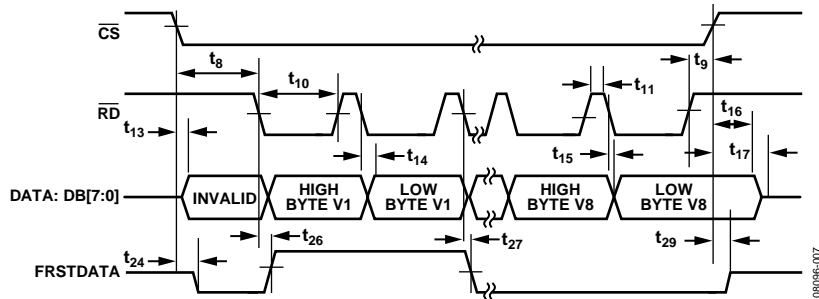 CS
t8
t9
t10
t11
RD
t16
t13
t14
t15
t17
DATA: DB[7:0]
INVALID
HIGH
BYTE V1
LOW
BYTE V1
HIGH
BYTE V8
LOW
BYTE V8
t24
t26
t27
t29
FRSTDATA
08096-007